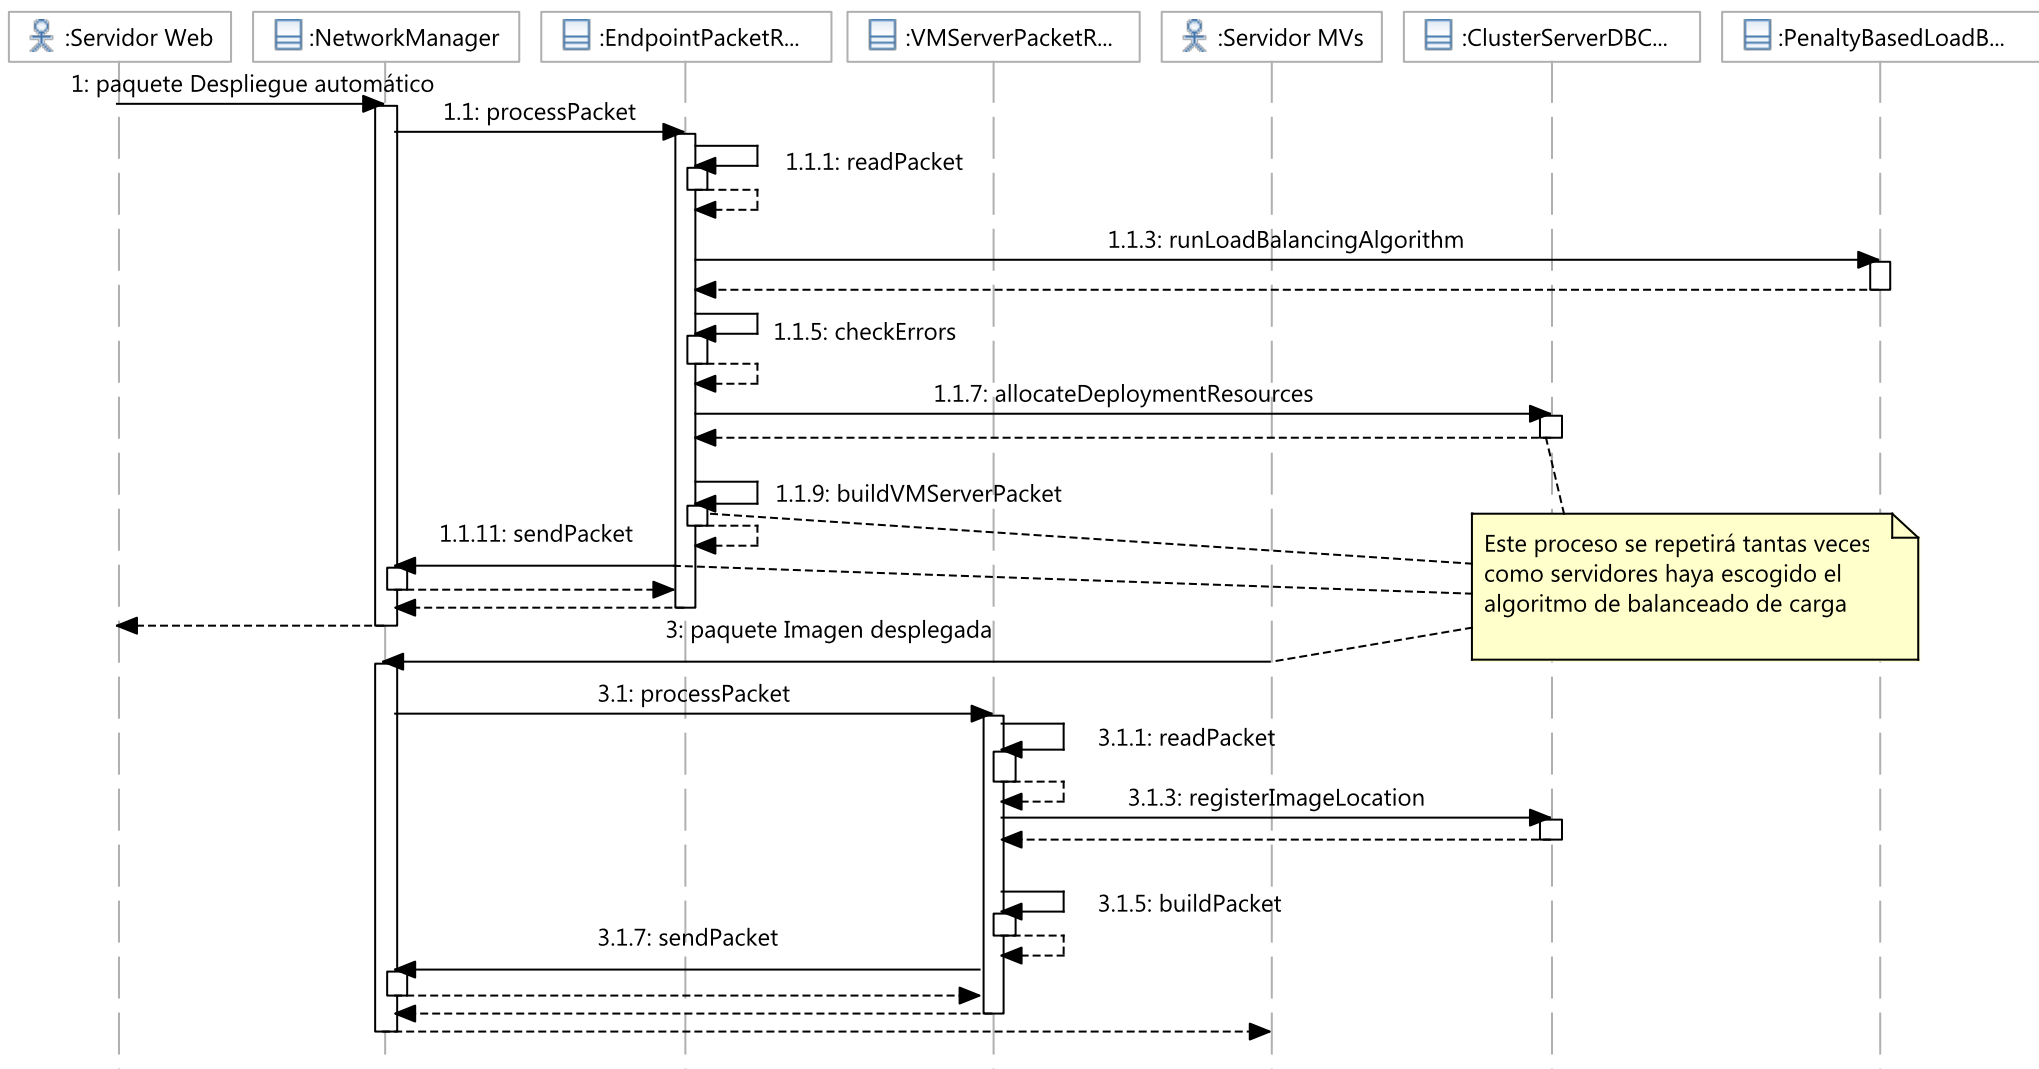 :Servidor Web
:NetworkManager
:EndpointPacketR...
:VMServerPacketR...
:Servidor MVs
:ClusterServerDBC...
:PenaltyBasedLoadB...
1: paquete Despliegue automático
1.1: processPacket
1.1.1: readPacket
1.1.3: runLoadBalancingAlgorithm
1.1.5: checkErrors
1.1.7: allocateDeploymentResources
1.1.9: buildVMServerPacket
1.1.11: sendPacket
Este proceso se repetirá tantas veces
como servidores haya escogido el
algoritmo de balanceado de carga
3: paquete Imagen desplegada
3.1: processPacket
3.1.1: readPacket
3.1.3: registerImageLocation
3.1.5: buildPacket
3.1.7: sendPacket